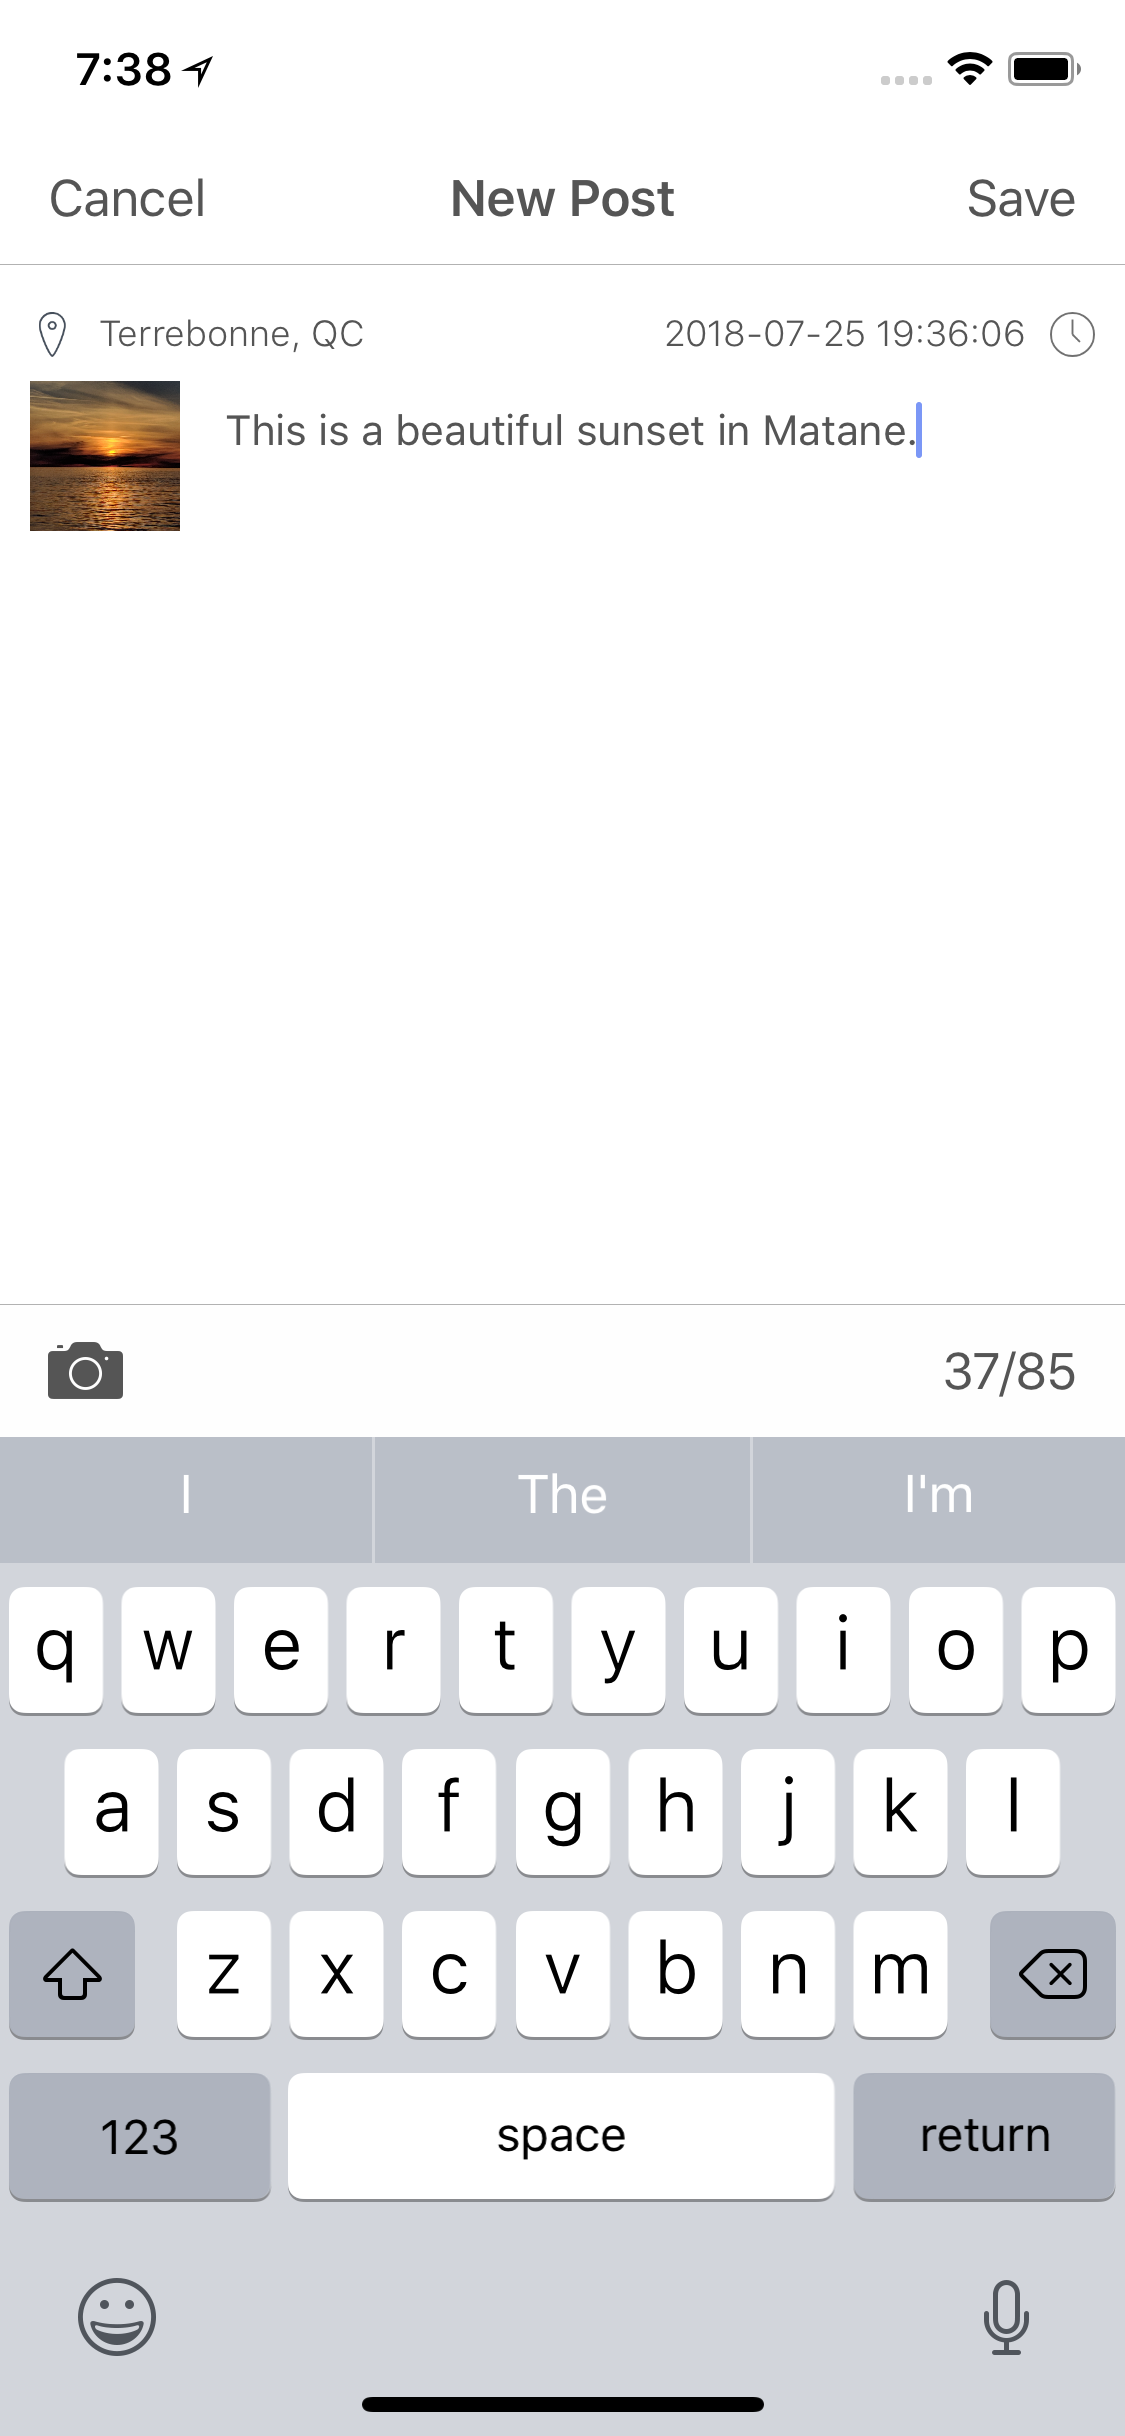 7:38
Cancel New Post Save
Terrebonne, QC 2018-07-25 19:36:06
This is a beautiful sunset in Matane.
37/85
I The I'm
q w e r t y u i o p
a s d f g h j k l
z x c v b n m
123 space return